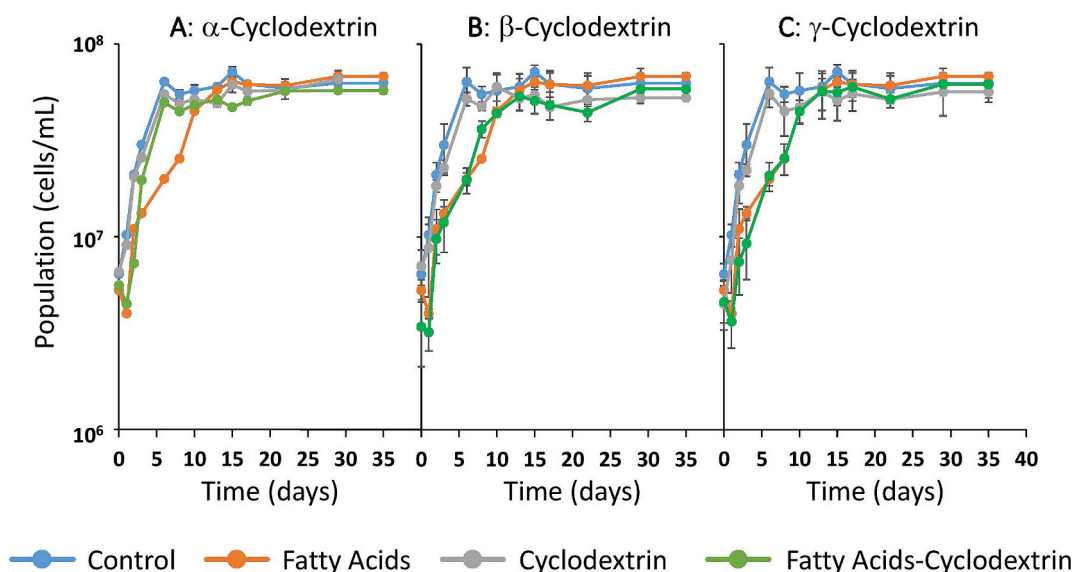 A: α-Cyclodextrin
B: β-Cyclodextrin
C: γ-Cyclodextrin
Population (cells/mL)
10⁸
10⁷
10⁶
0 5 10 15 20 25 30 35
0 5 10 15 20 25 30 35
0 5 10 15 20 25 30 35 40
Time (days)
Time (days)
Time (days)
Control
Fatty Acids
Cyclodextrin
Fatty Acids-Cyclodextrin